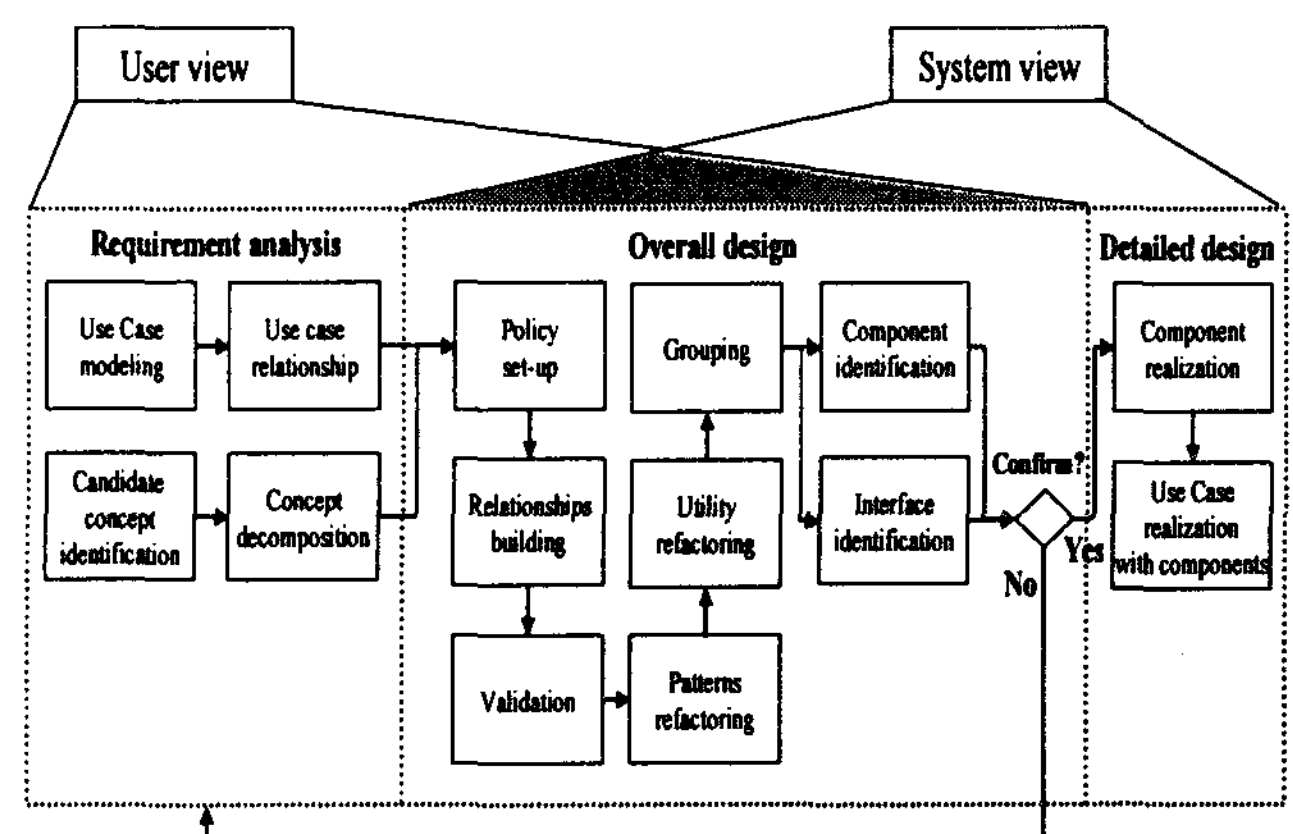 User view
System view
Requirement analysis
Overall design
Detailed design
Use Case
modeling
Use case
relationship
Policy
set-up
Grouping
Component
identification
Component
realization
Candidate
concept
identification
Concept
decomposition
Relationships
building
Utility
refactoring
Interface
identification
Confirm?
Yes
No
Use Case
realization
with components
Validation
Patterns
refactoring